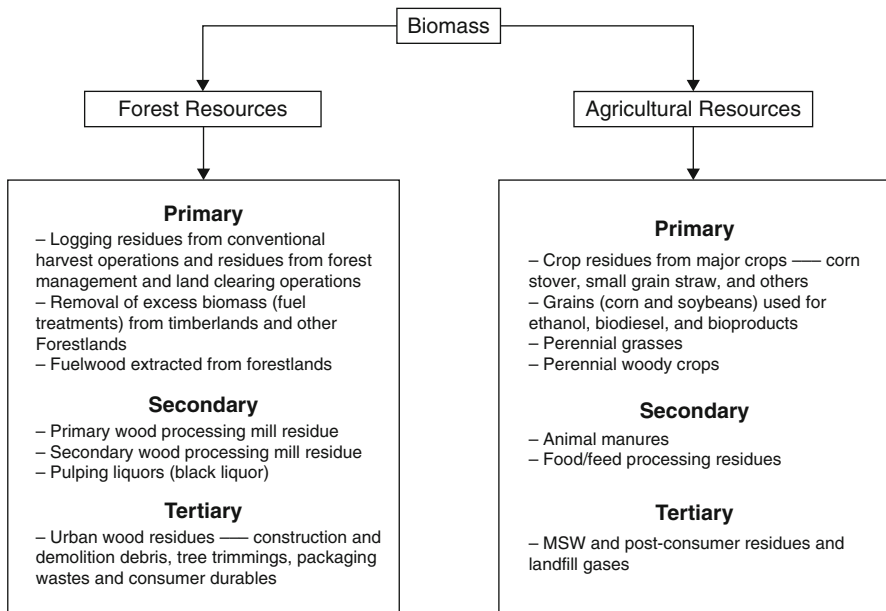 Biomass
Forest Resources
Agricultural Resources
Primary
– Logging residues from conventional
harvest operations and residues from forest
management and land clearing operations
– Removal of excess biomass (fuel
treatments) from timberlands and other
Forestlands
– Fuelwood extracted from forestlands
Secondary
– Primary wood processing mill residue
– Secondary wood processing mill residue
– Pulping liquors (black liquor)
Tertiary
– Urban wood residues —– construction and
demolition debris, tree trimmings, packaging
wastes and consumer durables
Primary
– Crop residues from major crops —– corn
stover, small grain straw, and others
– Grains (corn and soybeans) used for
ethanol, biodiesel, and bioproducts
– Perennial grasses
– Perennial woody crops
Secondary
– Animal manures
– Food/feed processing residues
Tertiary
– MSW and post-consumer residues and
landfill gases